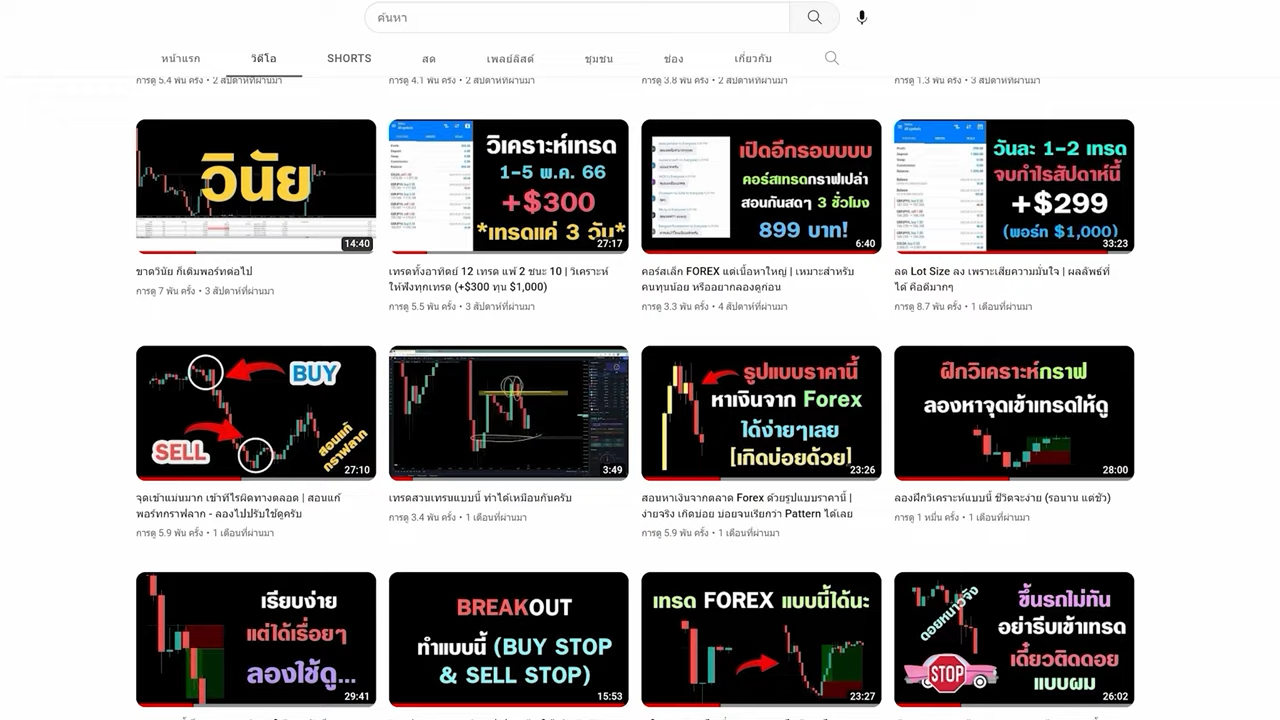 ค้นหา
หน้าแรก
วิดีโอ
SHORTS
สด
เพลย์ลิสต์
ชุมชน
ช่อง
เกี่ยวกับ
การดู 5.4 พัน ครั้ง • 2 สัปดาห์ที่ผ่านมา
การดู 4.1 พัน ครั้ง • 2 สัปดาห์ที่ผ่านมา
การดู 3.8 พัน ครั้ง • 2 สัปดาห์ที่ผ่านมา
การดู 1.3 พัน ครั้ง • 3 สัปดาห์ที่ผ่านมา
วินัย
14:40
ขาดวินัย ก็เติมพอร์ทต่อไป
การดู 7 พัน ครั้ง • 3 สัปดาห์ที่ผ่านมา
วิเคราะห์เทรด
1-5 พ.ค. 66
+$300
*เทรดแค่ 3 วัน*
27:17
เทรดทั้งอาทิตย์ 12 เทรด แพ้ 2 ชนะ 10 | วิเคราะห์
ให้ฟังทุกเทรด (+$300 ทุน $1,000)
การดู 5.5 พัน ครั้ง • 3 สัปดาห์ที่ผ่านมา
เปิดอีกรอบบบบ
คอร์สเทรดกราฟเปล่า
สอนกันสดๆ 3 ชั่วโมง
899 บาท!
6:40
คอร์สเล็ก FOREX แต่เนื้อหาใหญ่ | เหมาะสำหรับ
คนทุนน้อย หรืออยากลองดูก่อน
การดู 3.3 พัน ครั้ง • 4 สัปดาห์ที่ผ่านมา
วันละ 1-2 เทรด
จบกำไรสัปดาห์นี้
+$299
(พอร์ท $1,000)
33:23
ลด Lot Size ลง เพราะเสียความมั่นใจ | ผลลัพธ์ที่
ได้ คือดีมากๆ
การดู 8.7 พัน ครั้ง • 1 เดือนที่ผ่านมา
BUY
SELL
สอนแก้
กราฟลาก
27:10
จุดเข้าแม่นมาก เข้าทีไรผิดทางตลอด | สอนแก้
พอร์ทกราฟลาก - ลองไปปรับใช้ดูครับ
การดู 5.9 พัน ครั้ง • 1 เดือนที่ผ่านมา
3:49
เทรดสวนเทรนแบบนี้ ทำได้เหมือนกันครับ
การดู 3.4 พัน ครั้ง • 1 เดือนที่ผ่านมา
รูปแบบราคานี้
หาเงินจาก Forex
ได้ง่ายๆเลย
[เกิดบ่อยด้วย]
23:26
สอนหาเงินจากตลาด Forex ด้วยรูปแบบราคานี้ |
ง่ายจริง เกิดบ่อย บ่อยจนเรียกว่า Pattern ได้เลย
การดู 5.9 พัน ครั้ง • 1 เดือนที่ผ่านมา
ฝึกวิเคราะห์กราฟ
ลองหาจุดเข้าเทรดให้ดู
28:00
ลองฝึกวิเคราะห์แบบนี้ ชีวิตจะง่าย (รอนาน แต่ชัว)
การดู 1 หมื่น ครั้ง • 1 เดือนที่ผ่านมา
เรียบง่าย
แต่ได้เรื่อยๆ
ลองใช้ดู...
29:41
BREAKOUT
ทำแบบนี้ (BUY STOP
& SELL STOP)
15:53
เทรด FOREX แบบนี้ได้นะ
23:27
ดอยหนาวจัง
ขึ้นรถไม่ทัน
อย่ารีบเข้าเทรด
เดี๋ยวติดดอย
แบบผม
STOP
26:02